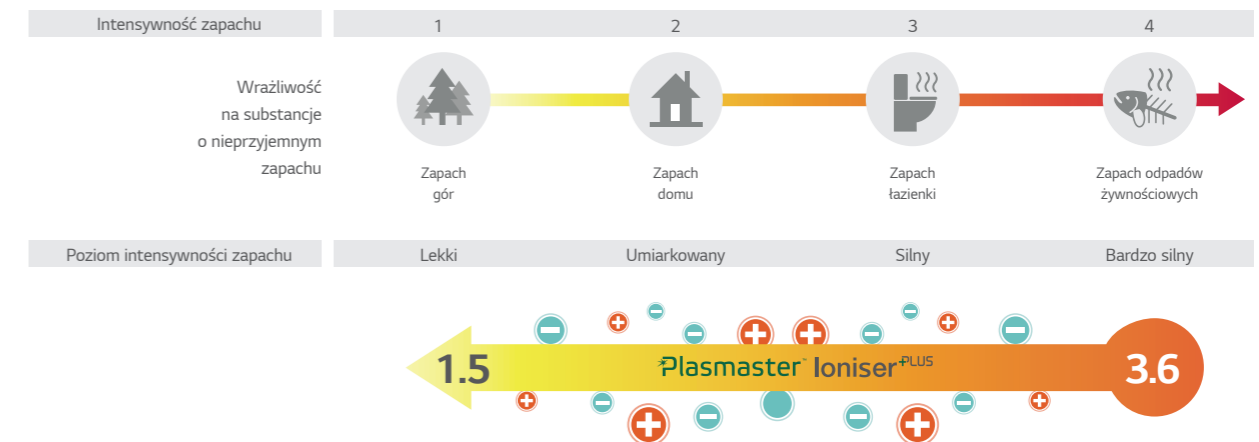 Intensywność zapachu 1 2 3 4
Wrażliwość
na substancje
o nieprzyjemnym
zapachu
Zapach
gór
Zapach
domu
Zapach
łazienki
Zapach odpadów
żywnościowych
Poziom intensywności zapachu Lekki Umiarkowany Silny Bardzo silny
1.5 Plasmaster™ Ioniser+PLUS 3.6